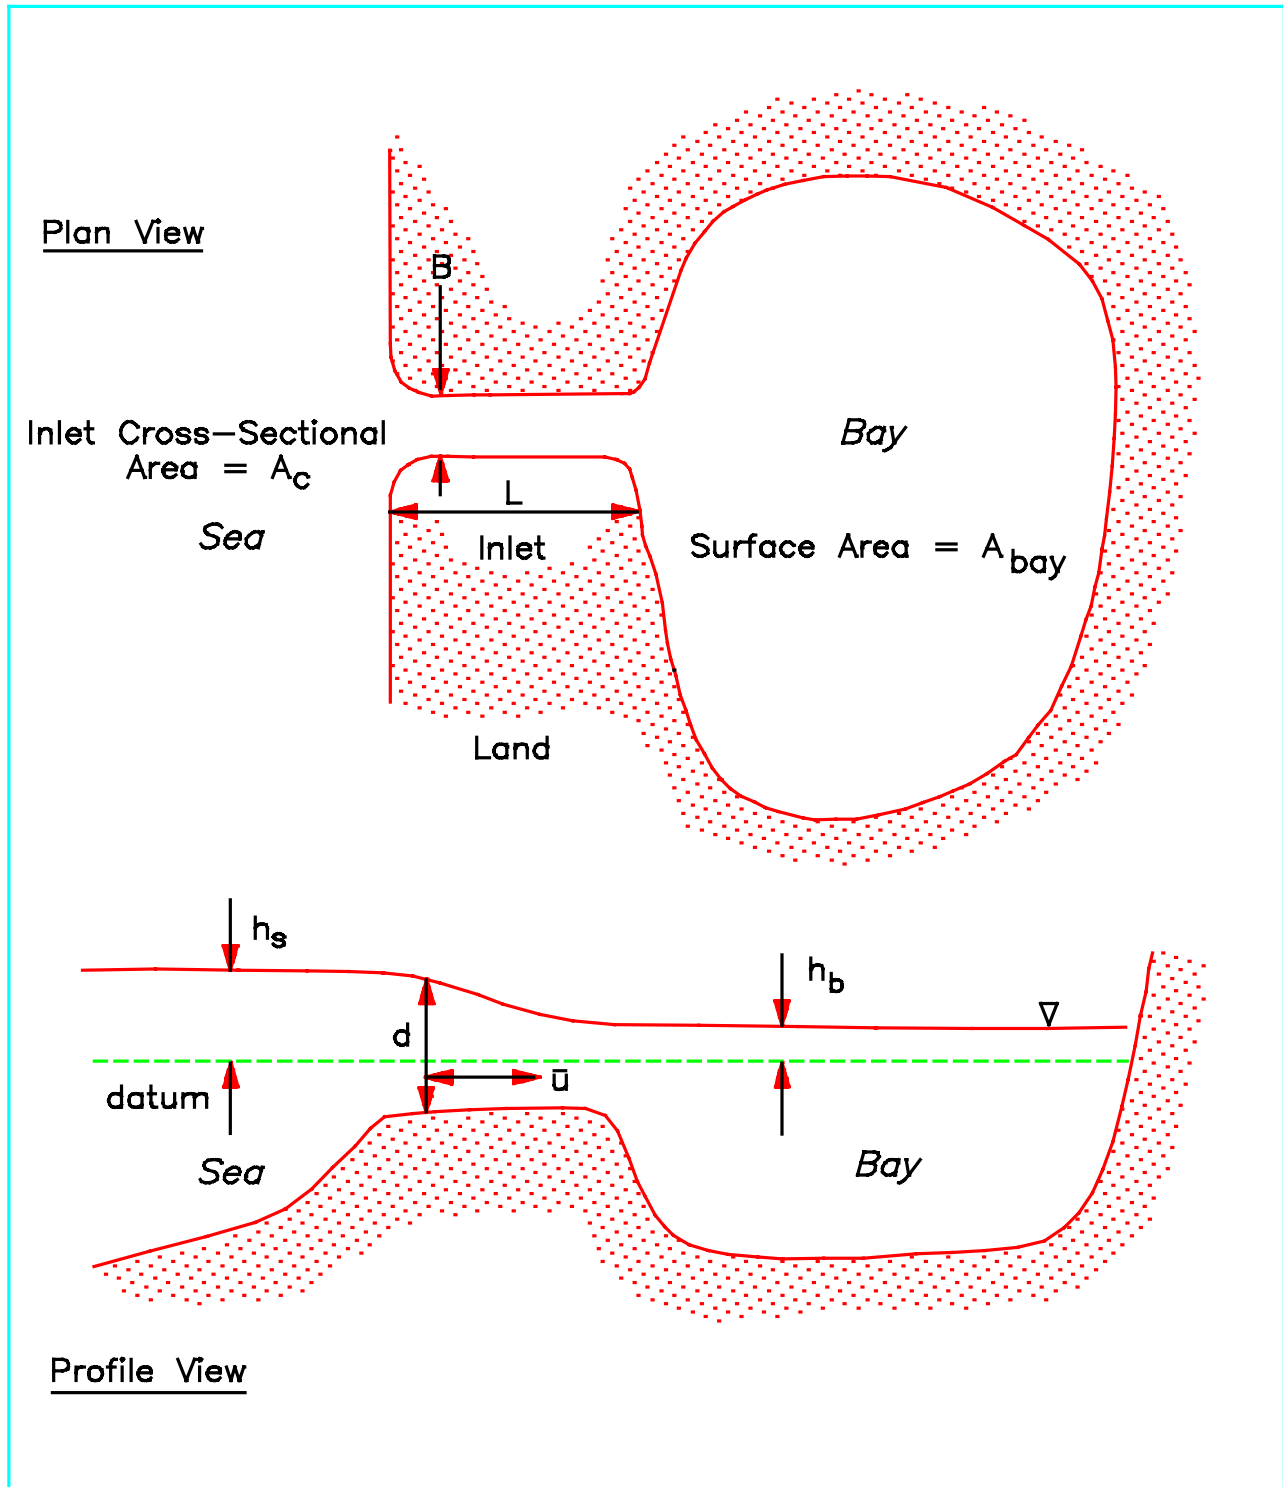 Plan View
B
Inlet Cross-Sectional
Area = Ac
Sea
L
Inlet
Bay
Surface Area = Abay
Land
hs
hb
∇
d
ū
datum
Sea
Bay
Profile View